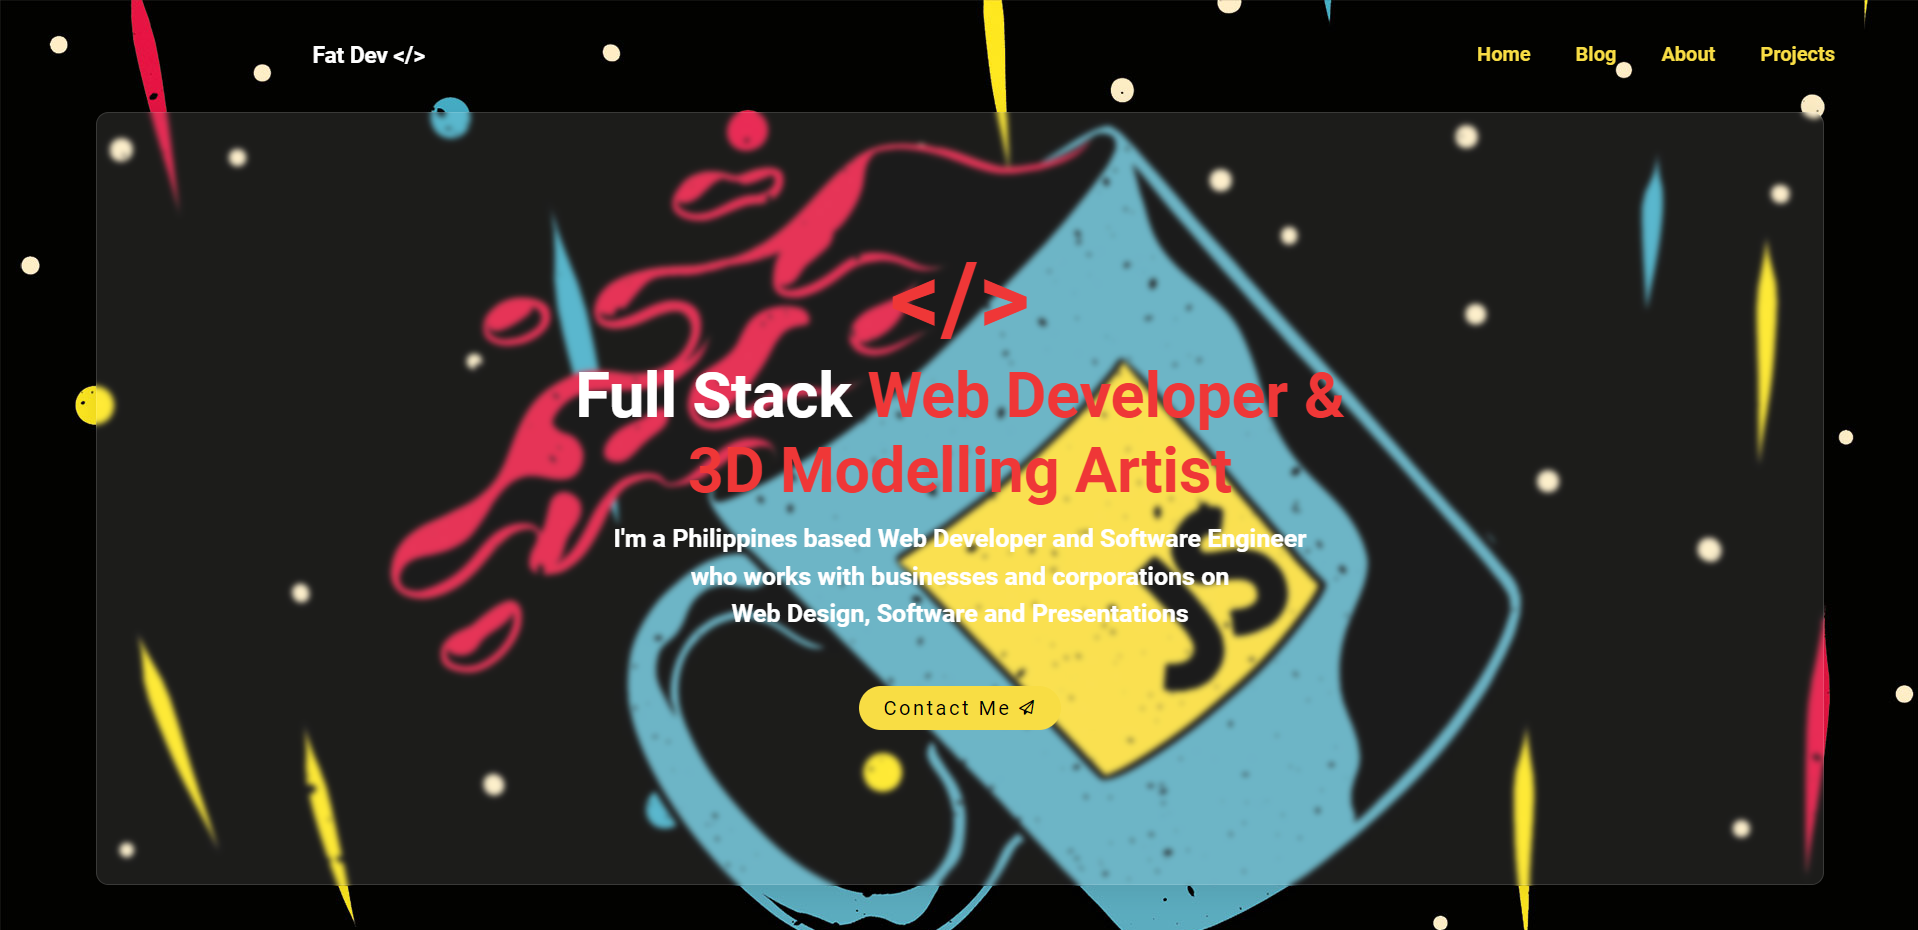 Fat Dev </>
Home Blog About Projects
</>
Full Stack Web Developer &
3D Modelling Artist
I'm a Philippines based Web Developer and Software Engineer
who works with businesses and corporations on
Web Design, Software and Presentations
JS
Contact Me